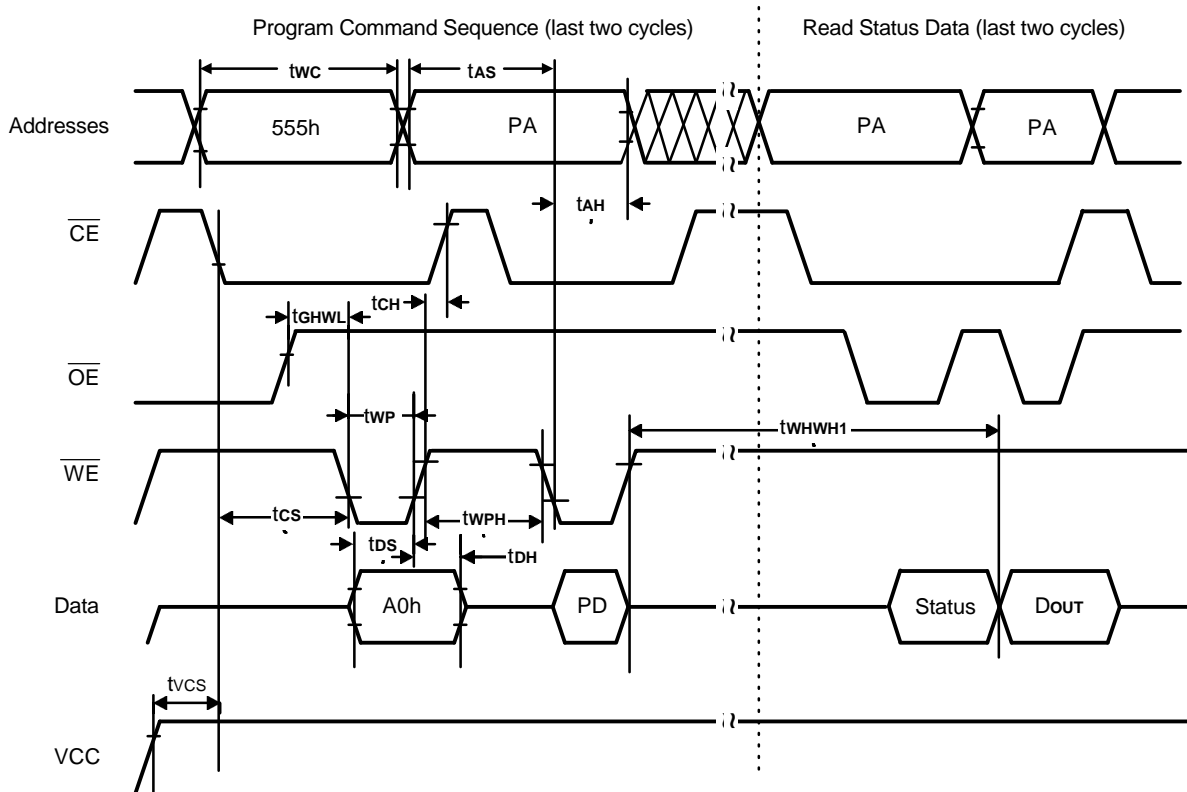 Program Command Sequence (last two cycles)
Read Status Data (last two cycles)
tWC
tAS
Addresses
555h
PA
PA
PA
tAH
CE
tCH
tGHWL
OE
tWP
tWHWH1
WE
tCS
tWPH
tDS
tDH
Data
A0h
PD
Status
DOUT
tVCS
VCC